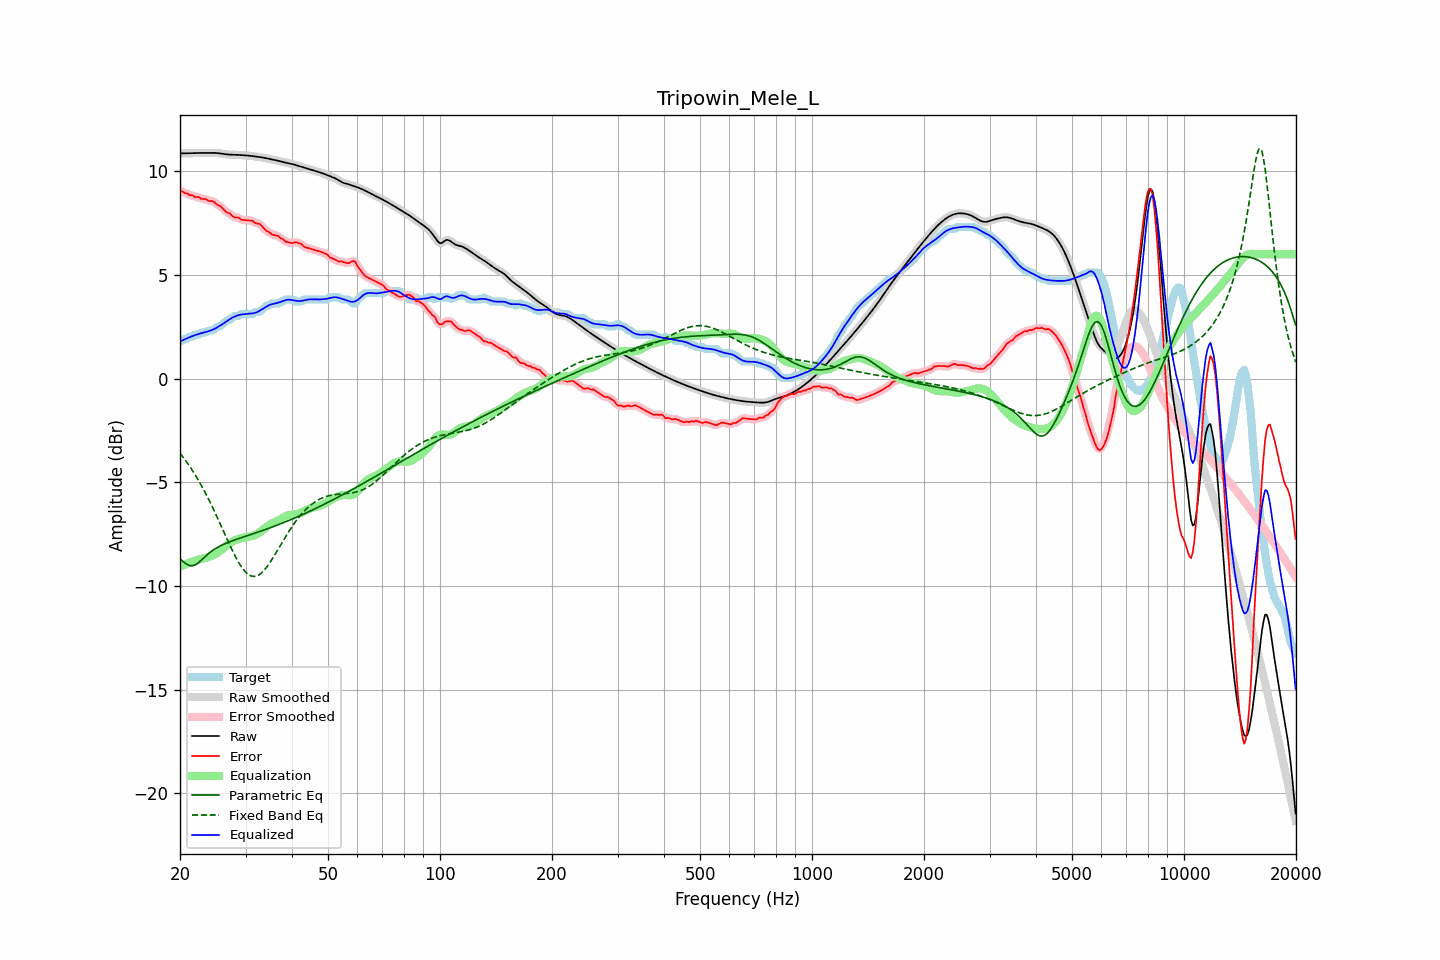 Tripowin_Mele_L
Amplitude (dBr)
10
5
0
−5
−10
−15
−20
Target
Raw Smoothed
Error Smoothed
Raw
Error
Equalization
Parametric Eq
Fixed Band Eq
Equalized
20 50 100 200 500 1000 2000 5000 10000 20000
Frequency (Hz)